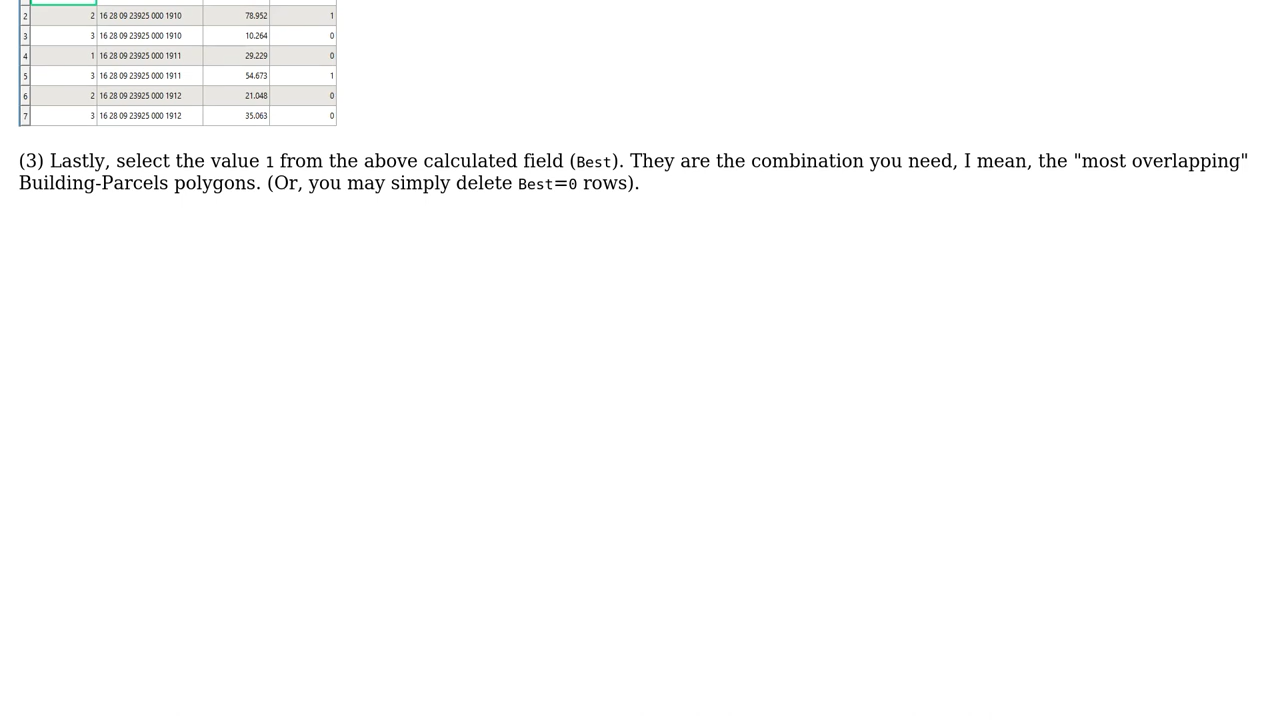 2 2 16 28 09 23925 000 1910 78.952 1
3 3 16 28 09 23925 000 1910 10.264 0
4 1 16 28 09 23925 000 1911 29.229 0
5 3 16 28 09 23925 000 1911 54.673 1
6 2 16 28 09 23925 000 1912 21.048 0
7 3 16 28 09 23925 000 1912 35.063 0
(3) Lastly, select the value 1 from the above calculated field (Best). They are the combination you need, I mean, the "most overlapping"
Building-Parcels polygons. (Or, you may simply delete Best=0 rows).